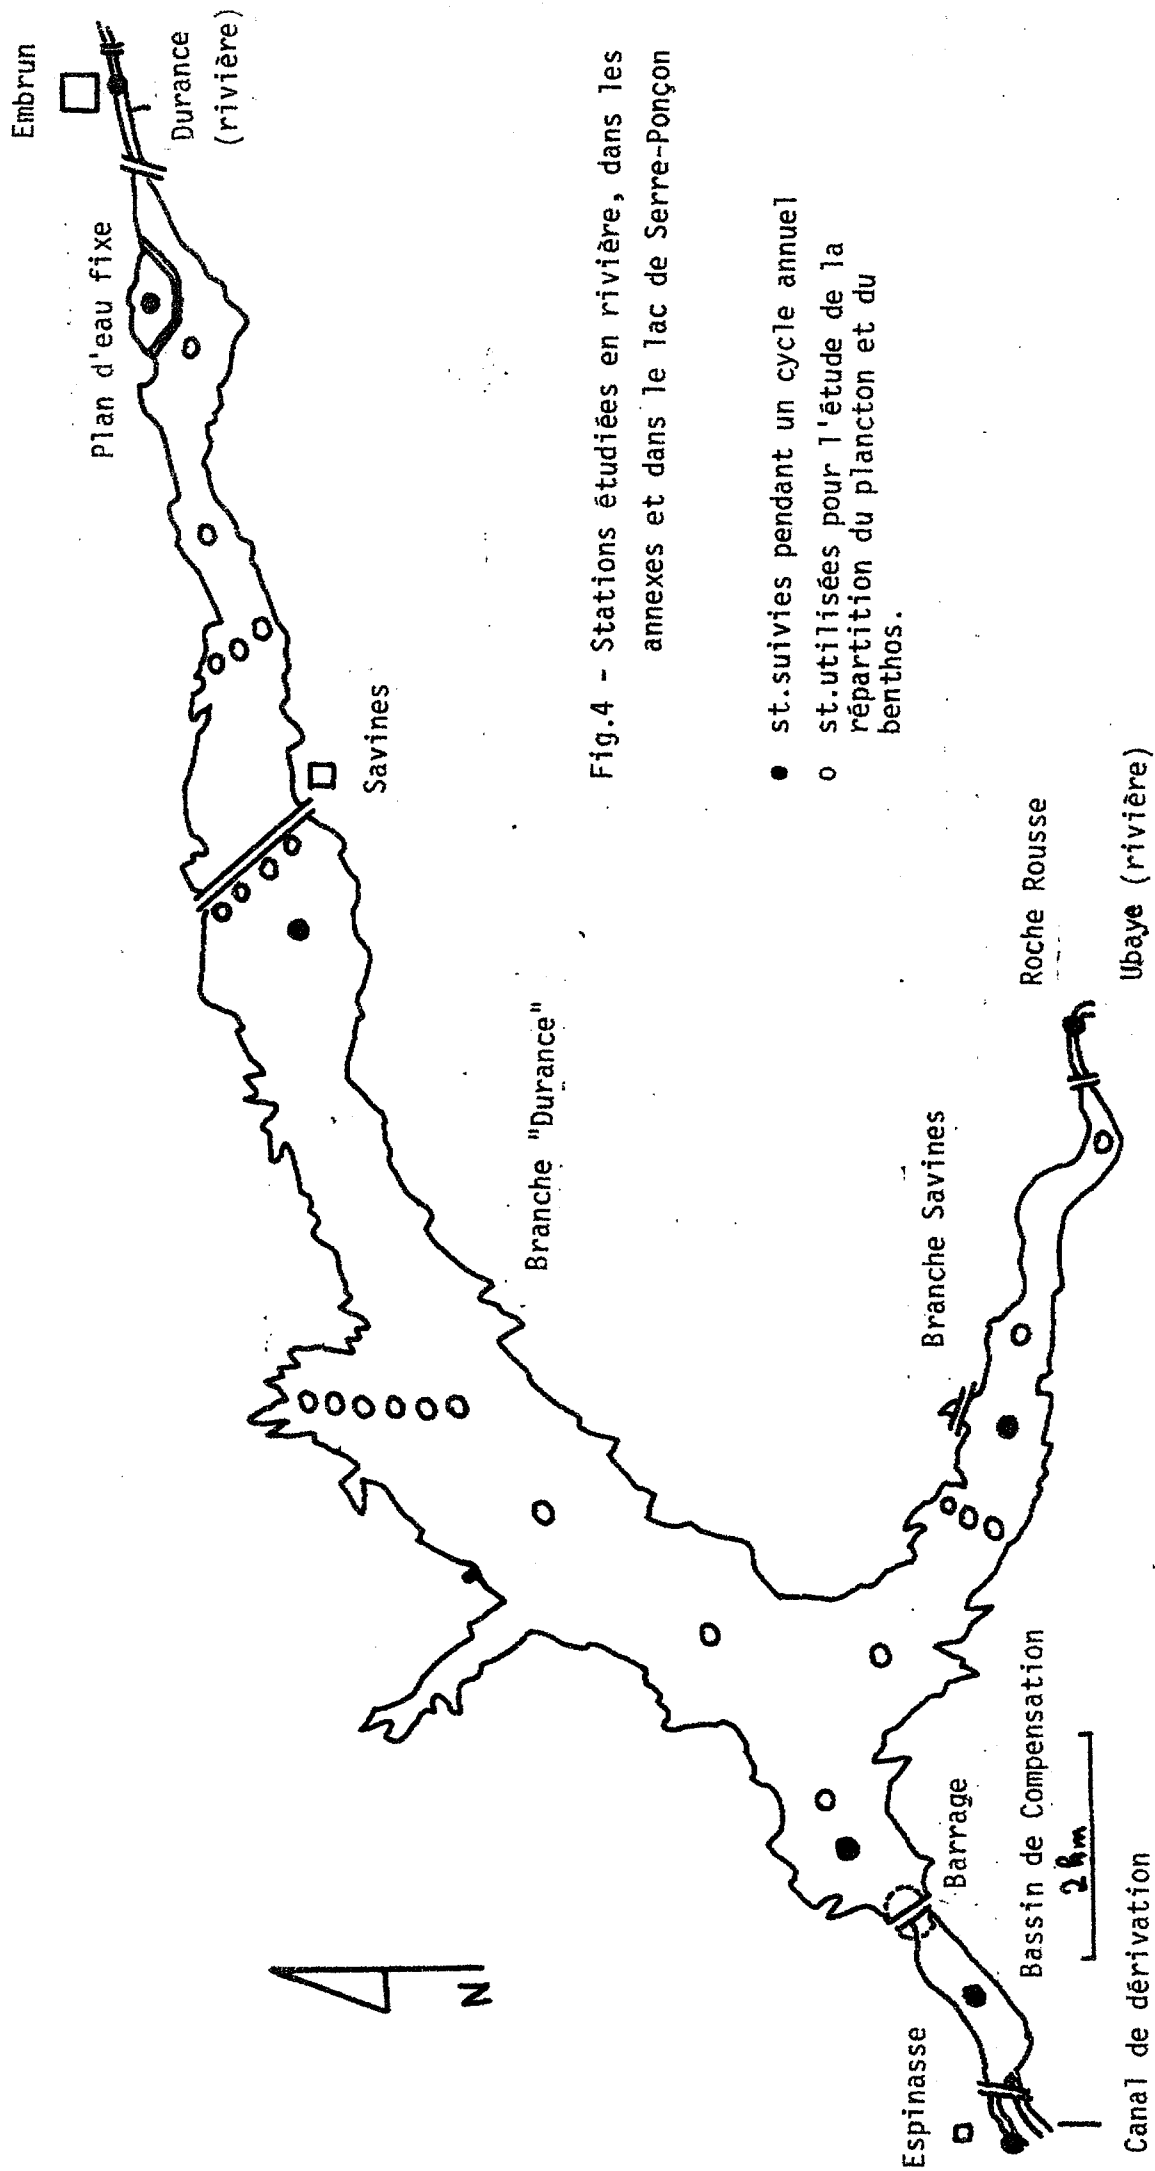 Embrun
Durance
(rivière)
Plan d'eau fixe
Savines
Fig.4 - Stations étudiées en rivière, dans les
annexes et dans le lac de Serre-Ponçon
● st.suivies pendant un cycle annuel
o st.utilisées pour l'étude de la
répartition du plancton et du
benthos.
Branche "Durance"
Branche Savines
Roche Rousse
Ubaye (rivière)
N
Espinasse
Barrage
Bassin de Compensation
2 km
Canal de dérivation